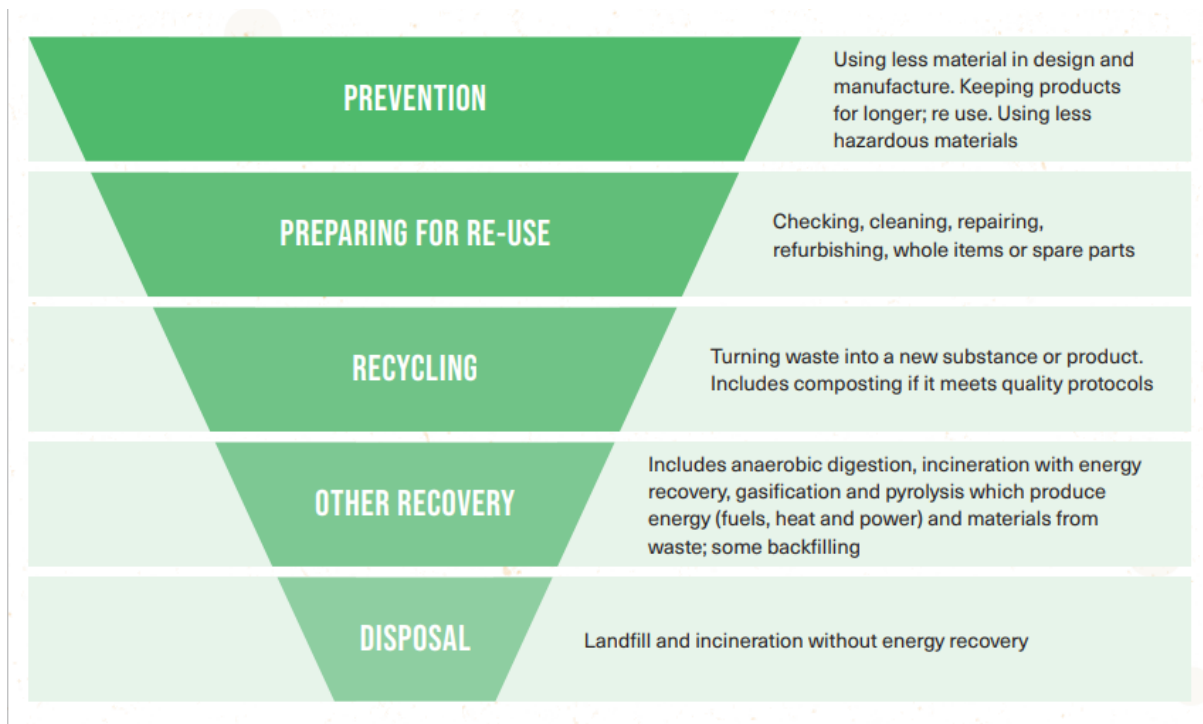 PREVENTION
Using less material in design and
manufacture. Keeping products
for longer; re use. Using less
hazardous materials
PREPARING FOR RE-USE
Checking, cleaning, repairing,
refurbishing, whole items or spare parts
RECYCLING
Turning waste into a new substance or product.
Includes composting if it meets quality protocols
OTHER RECOVERY
Includes anaerobic digestion, incineration with energy
recovery, gasification and pyrolysis which produce
energy (fuels, heat and power) and materials from
waste; some backfilling
DISPOSAL
Landfill and incineration without energy recovery